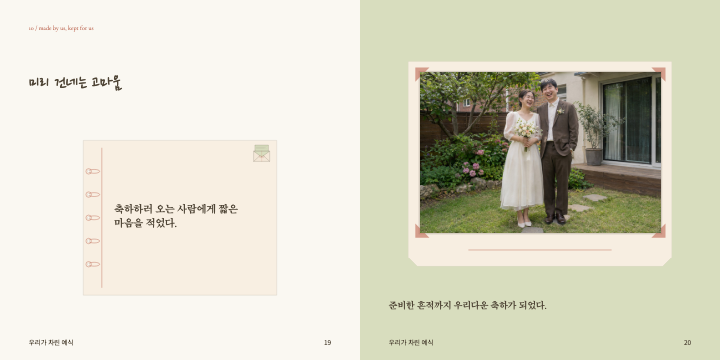 10 / made by us, kept for us
미리 건네는 고마움
축하하러 오는 사람에게 짧은
마음을 적었다.
우리가 차린 예식
19
준비한 흔적까지 우리다운 축하가 되었다.
우리가 차린 예식
20